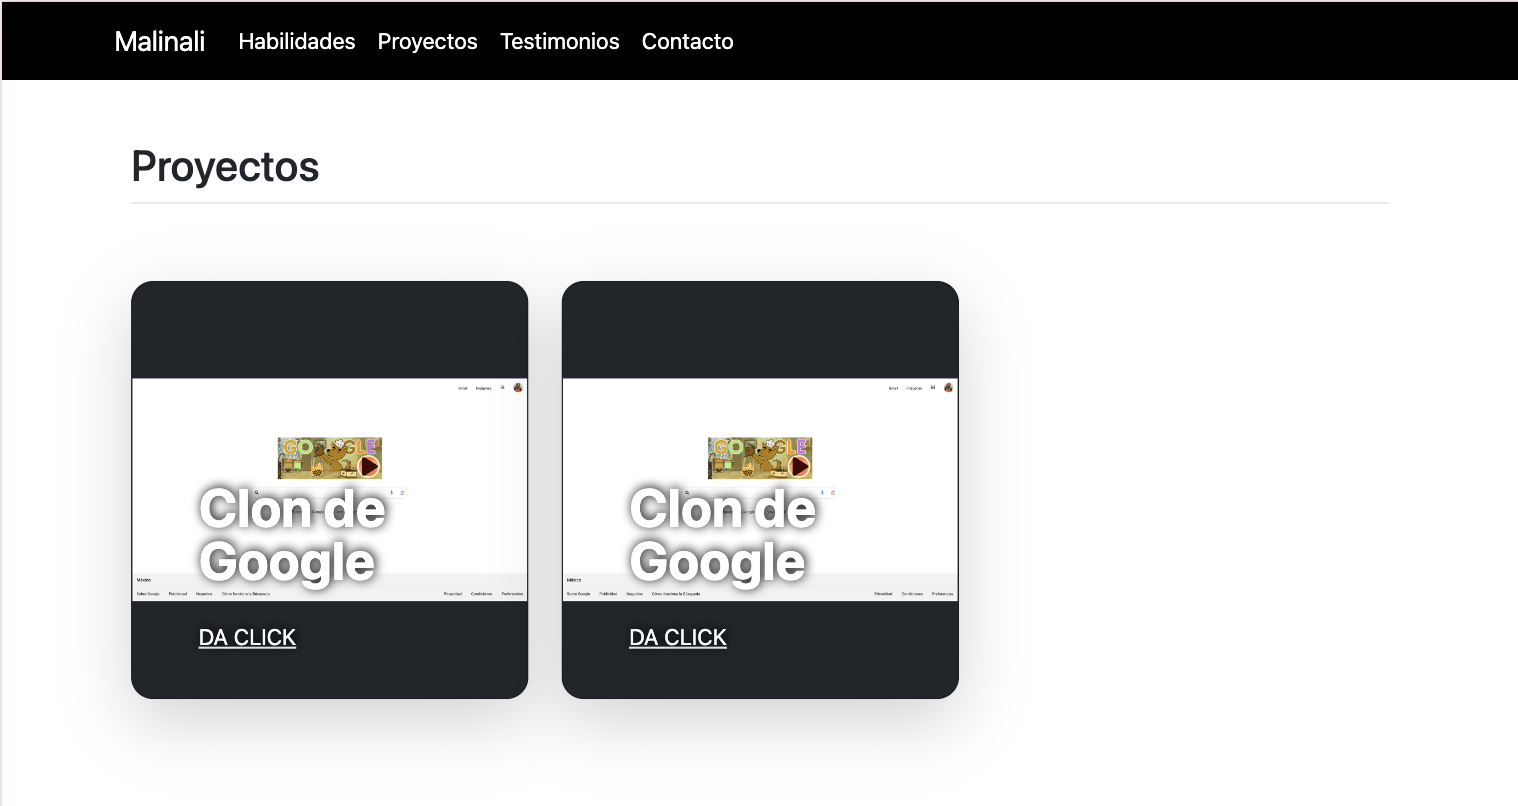 Malinali Habilidades Proyectos Testimonios Contacto
Proyectos
Gmail Imágenes
GOOGLE
Clon de
Google
México
Sobre Google Publicidad Negocios Cómo funciona la Búsqueda Privacidad Condiciones Preferencias
DA CLICK
Gmail Imágenes
GOOGLE
Clon de
Google
México
Sobre Google Publicidad Negocios Cómo funciona la Búsqueda Privacidad Condiciones Preferencias
DA CLICK